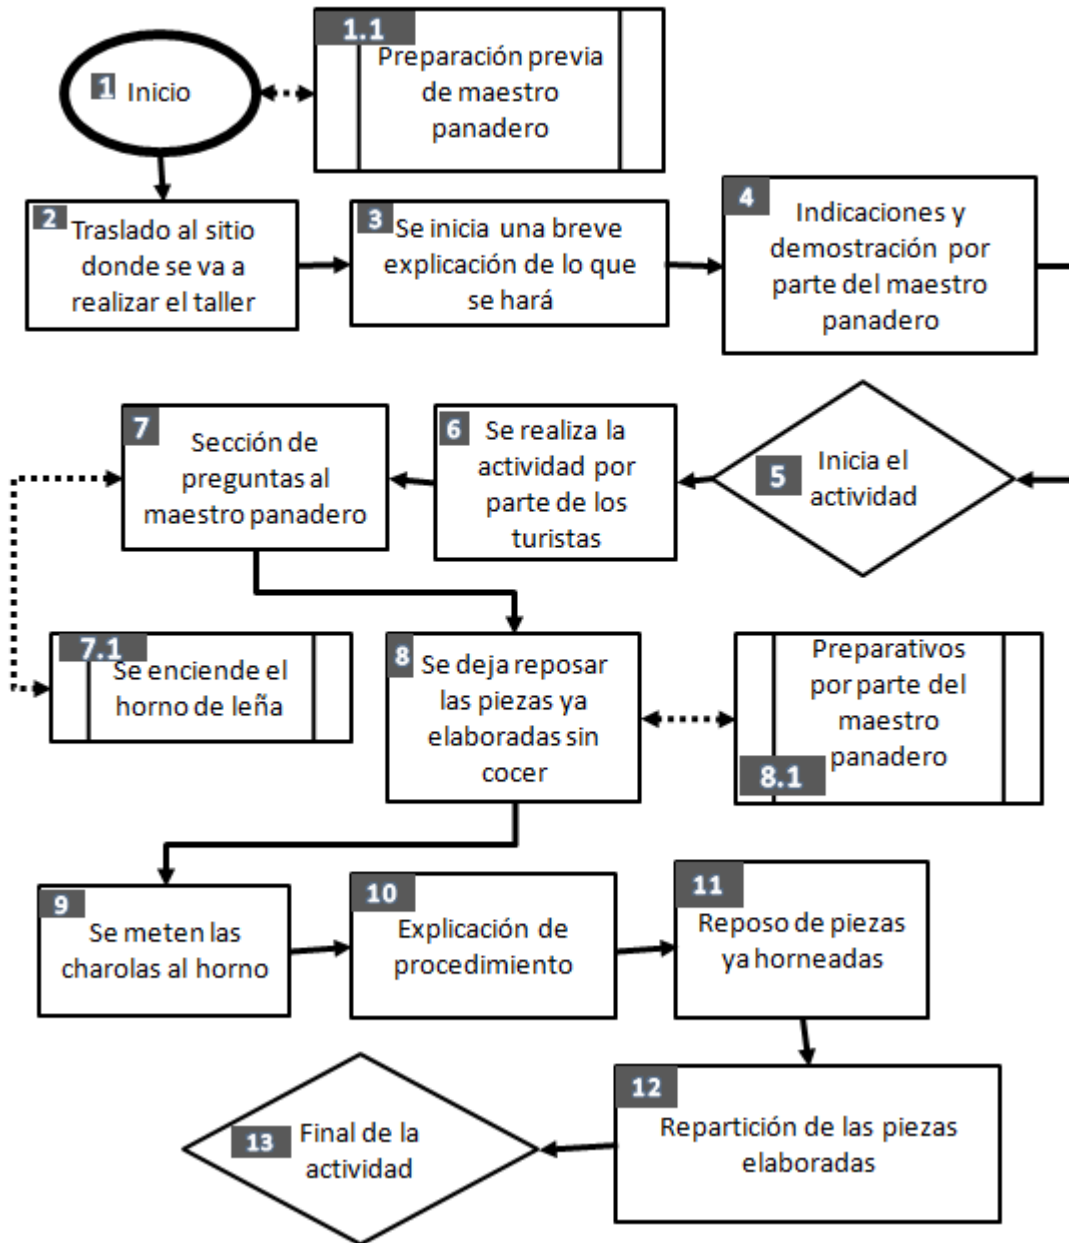 1 Inicio
1.1
Preparación previa
de maestro
panadero
2 Traslado al sitio
donde se va a
realizar el taller
3 Se inicia una breve
explicación de lo que
se hará
4 Indicaciones y
demostración por
parte del maestro
panadero
5 Inicia el
actividad
6 Se realiza la
actividad por
parte de los
turistas
7
Sección de
preguntas al
maestro panadero
7.1
Se enciende el
horno de leña
8 Se deja reposar
las piezas ya
elaboradas sin
cocer
Preparativos
por parte del
maestro
panadero
8.1
9
Se meten las
charolas al horno
10
Explicación de
procedimiento
11
Reposo de piezas
ya horneadas
12
Repartición de las piezas
elaboradas
13 Final de la
actividad